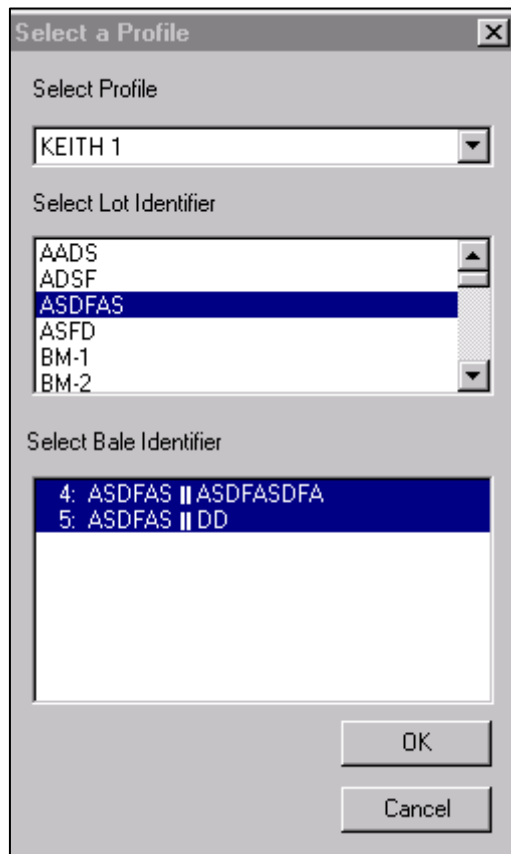 Select a Profile
Select Profile
KEITH 1
Select Lot Identifier
AADS
ADSF
ASDFAS
ASFD
BM-1
BM-2
Select Bale Identifier
4: ASDFAS || ASDFASDFA
5: ASDFAS || DD
OK
Cancel